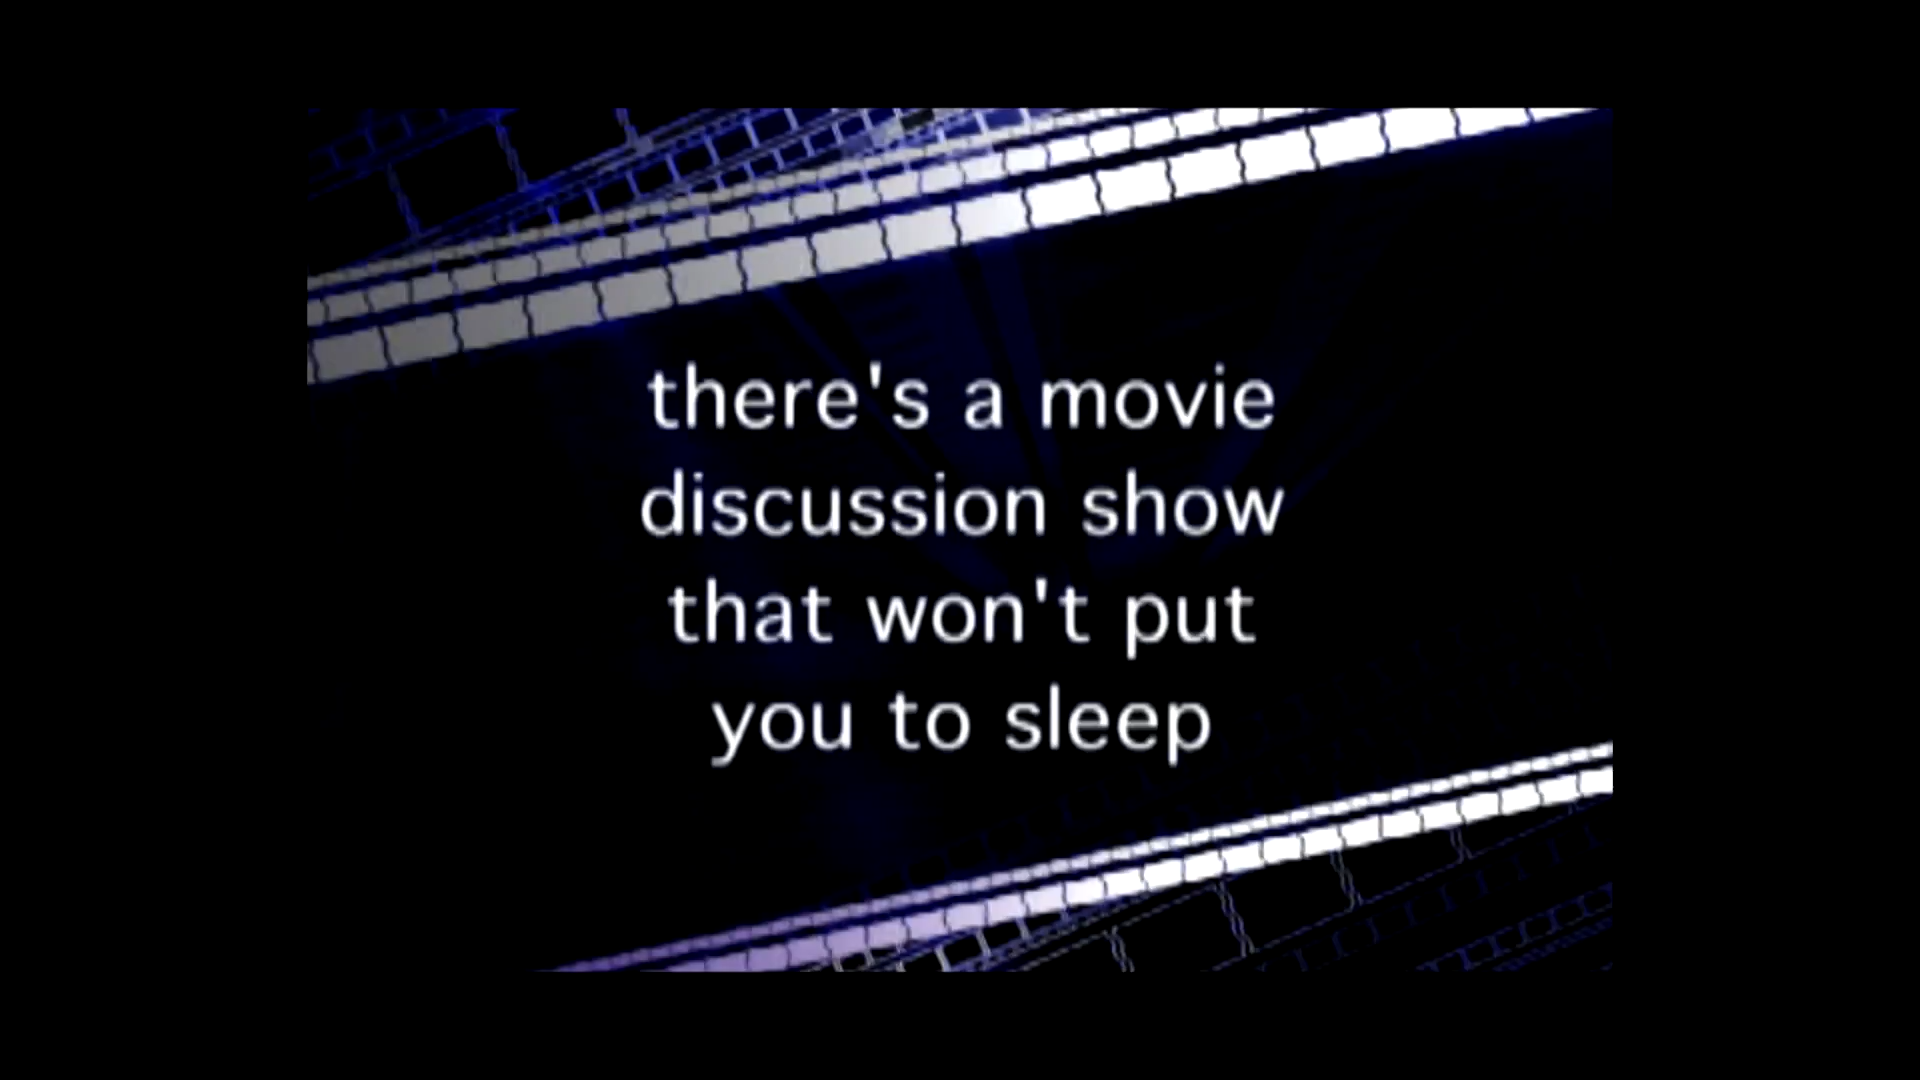 there's a movie
discussion show
that won't put
you to sleep